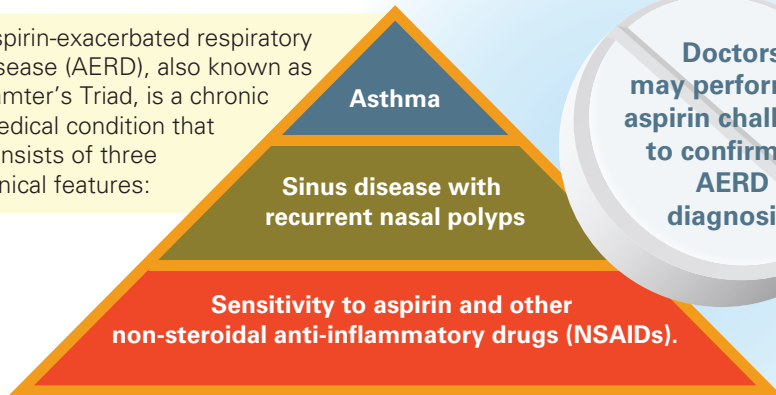 spirin-exacerbated respiratory
sease (AERD), also known as
mter's Triad, is a chronic
edical condition that
nsists of three
nical features:
Asthma
Sinus disease with
recurrent nasal polyps
Sensitivity to aspirin and other
non-steroidal anti-inflammatory drugs (NSAIDs).
Doctors
may perform
aspirin chall
to confirm
AERD
diagnosi